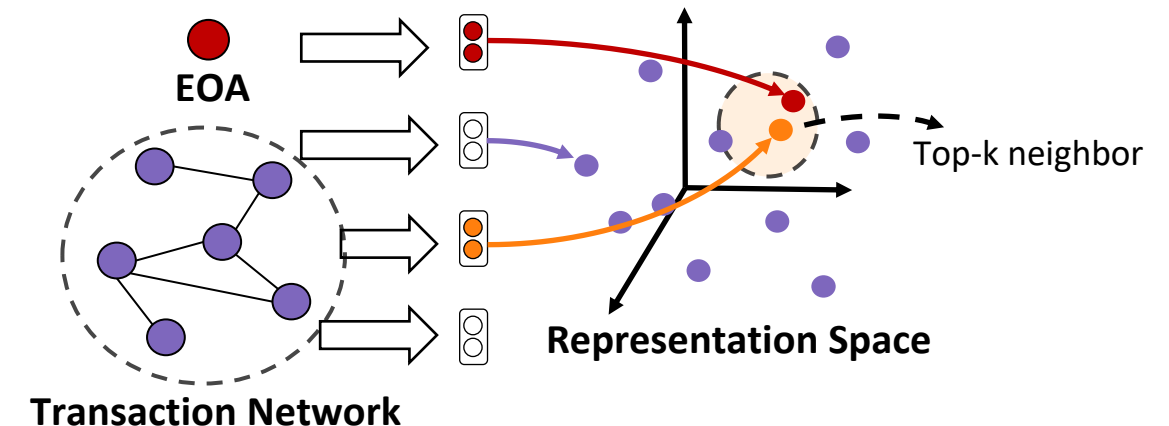 EOA
Top-k neighbor
Representation Space
Transaction Network